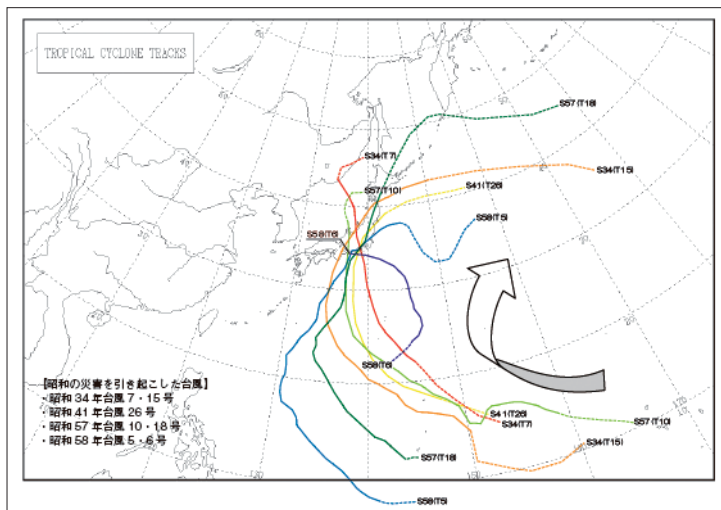 TROPICAL CYCLONE TRACKS
S57(T18)
S34(T7)
S34(T15)
S57(T10)
S41(T26)
S58(T5)
S58(T6)
S58(T6)
【昭和の災害を引き起こした台風】
・昭和 34 年台風 7・15 号
・昭和 41 年台風 26 号
・昭和 57 年台風 10・18 号
・昭和 58 年台風 5・6 号
S41(T26)
S34(T7)
S57(T10)
S34(T15)
S57(T18)
S58(T5)